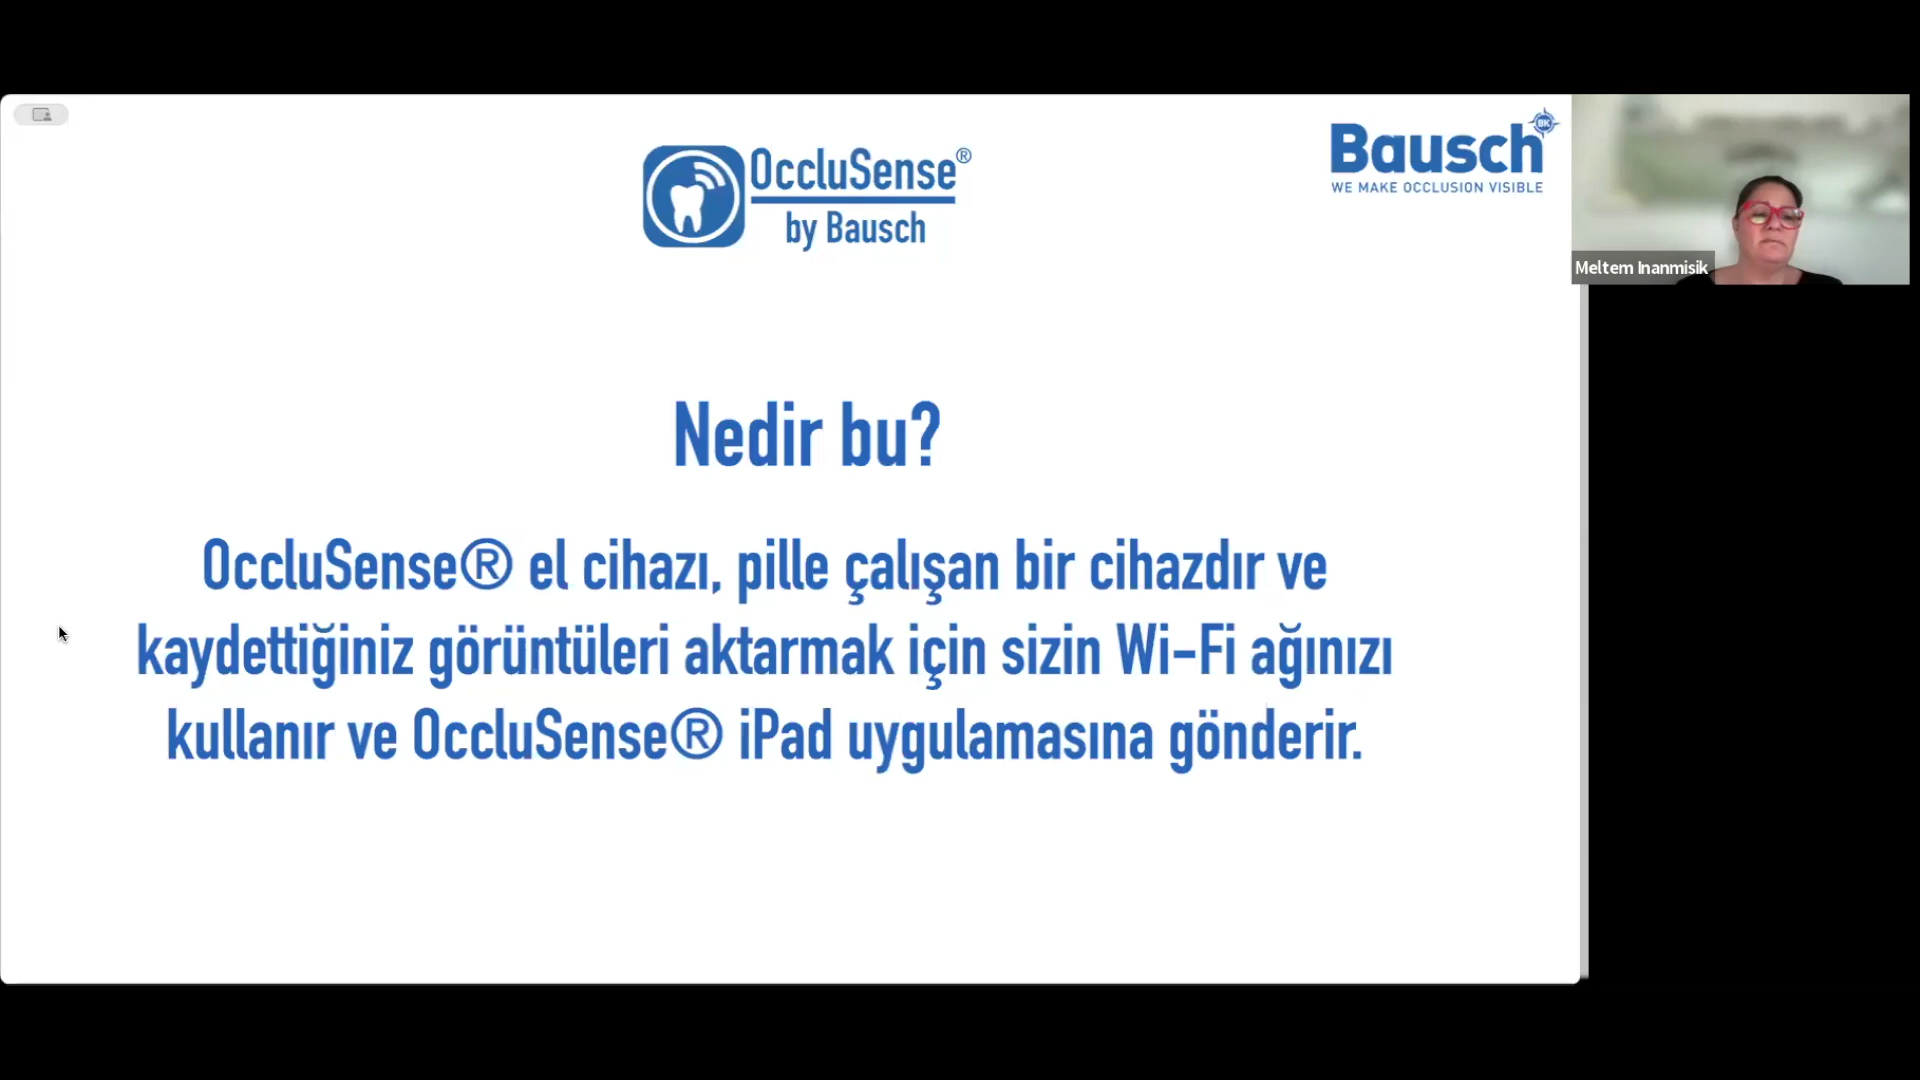 OccluSense®
by Bausch
Bausch
BK
WE MAKE OCCLUSION VISIBLE
Meltem Inanmisik
Nedir bu?
OccluSense® el cihazı, pille çalışan bir cihazdır ve
kaydettiğiniz görüntüleri aktarmak için sizin Wi-Fi ağınızı
kullanır ve OccluSense® iPad uygulamasına gönderir.